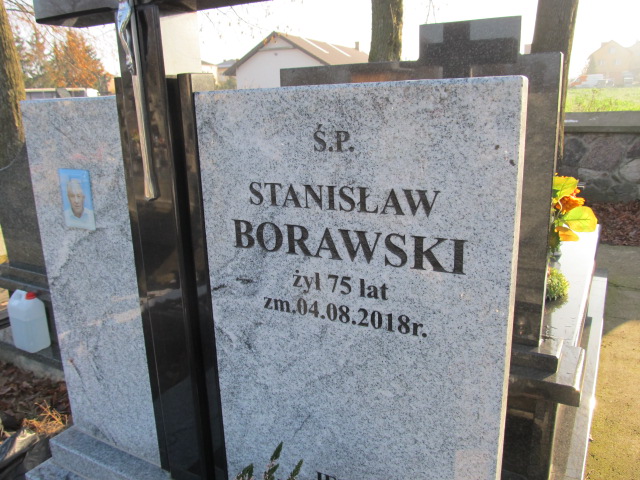 Ś.P.
STANISŁAW
BORAWSKI
żył 75 lat
zm.04.08.2018r.